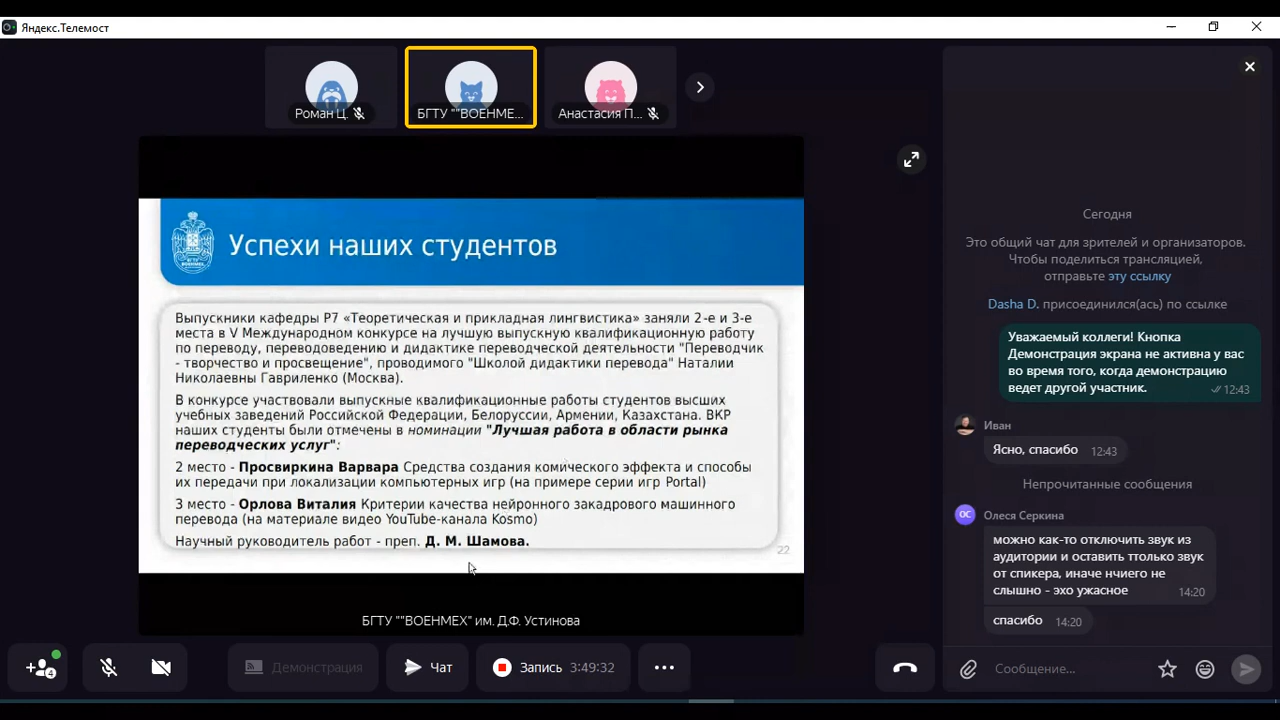 Яндекс.Телемост
Роман Ц.
БГТУ ""ВОЕНМЕ...
Анастасия П...
Успехи наших студентов
Выпускники кафедры Р7 «Теоретическая и прикладная лингвистика» заняли 2-е и 3-е
места в V Международном конкурсе на лучшую выпускную квалификационную работу
по переводу, переводоведению и дидактике переводческой деятельности "Переводчик
- творчество и просвещение", проводимого "Школой дидактики перевода" Наталии
Николаевны Гавриленко (Москва).
В конкурсе участвовали выпускные квалификационные работы студентов высших
учебных заведений Российской Федерации, Белоруссии, Армении, Казахстана. ВКР
наших студенты были отмечены в номинации "Лучшая работа в области рынка
переводческих услуг":
2 место - Просвиркина Варвара Средства создания комического эффекта и способы
их передачи при локализации компьютерных игр (на примере серии игр Portal)
3 место - Орлова Виталия Критерии качества нейронного закадрового машинного
перевода (на материале видео YouTube-канала Kosmo)
Научный руководитель работ - преп. Д. М. Шамова.
22
БГТУ ""ВОЕНМЕХ" им. Д.Ф. Устинова
4
Демонстрация
Чат
Запись 3:49:32
Сегодня
Это общий чат для зрителей и организаторов.
Чтобы поделиться трансляцией,
отправьте эту ссылку
Dasha D. присоединился(ась) по ссылке
Уважаемый коллеги! Кнопка
Демонстрация экрана не активна у вас
во время того, когда демонстрацию
ведет другой участник.
12:43
Иван
Ясно, спасибо 12:43
Непрочитанные сообщения
ОС Олеся Серкина
можно как-то отключить звук из
аудитории и оставить ттолько звук
от спикера, иначе нчиего не
слышно - эхо ужасное 14:20
спасибо 14:20
Сообщение...